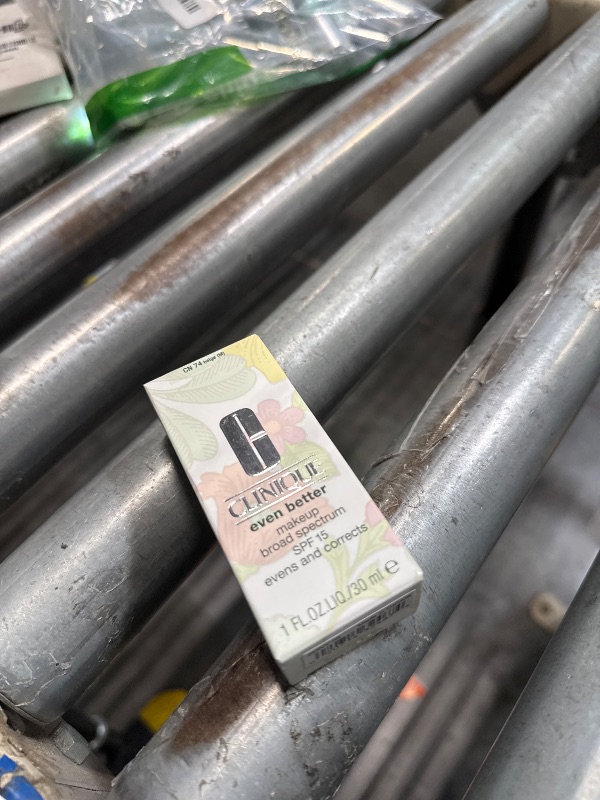 CN 74 beige (M)
CLINIQUE
even better
makeup
broad spectrum
SPF 15
evens and corrects
1 FL.OZ.LIQ./30 ml ℮